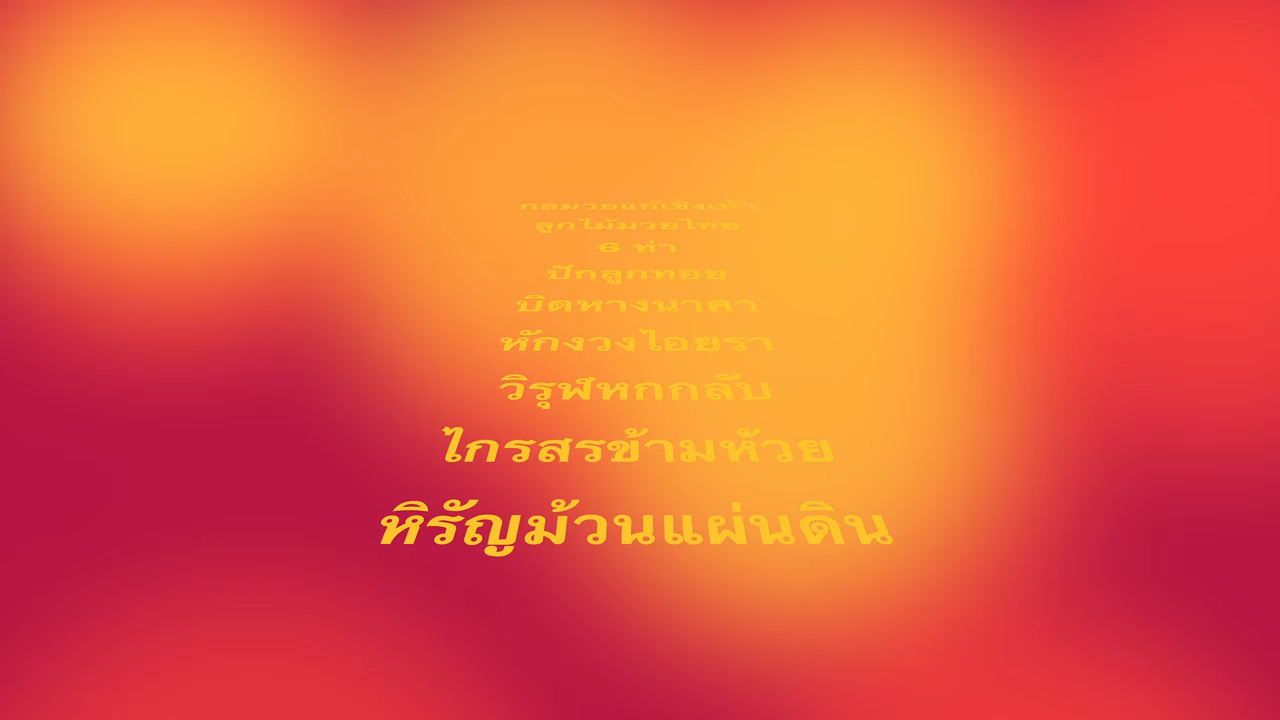 กลมวยแก้เชิงเท้า
ลูกไม้มวยไทย
6 ท่า
ปักลูกทอย
บิดหางนาคา
หักงวงไอยรา
วิรุฬหกกลับ
ไกรสรข้ามห้วย
หิรัญม้วนแผ่นดิน